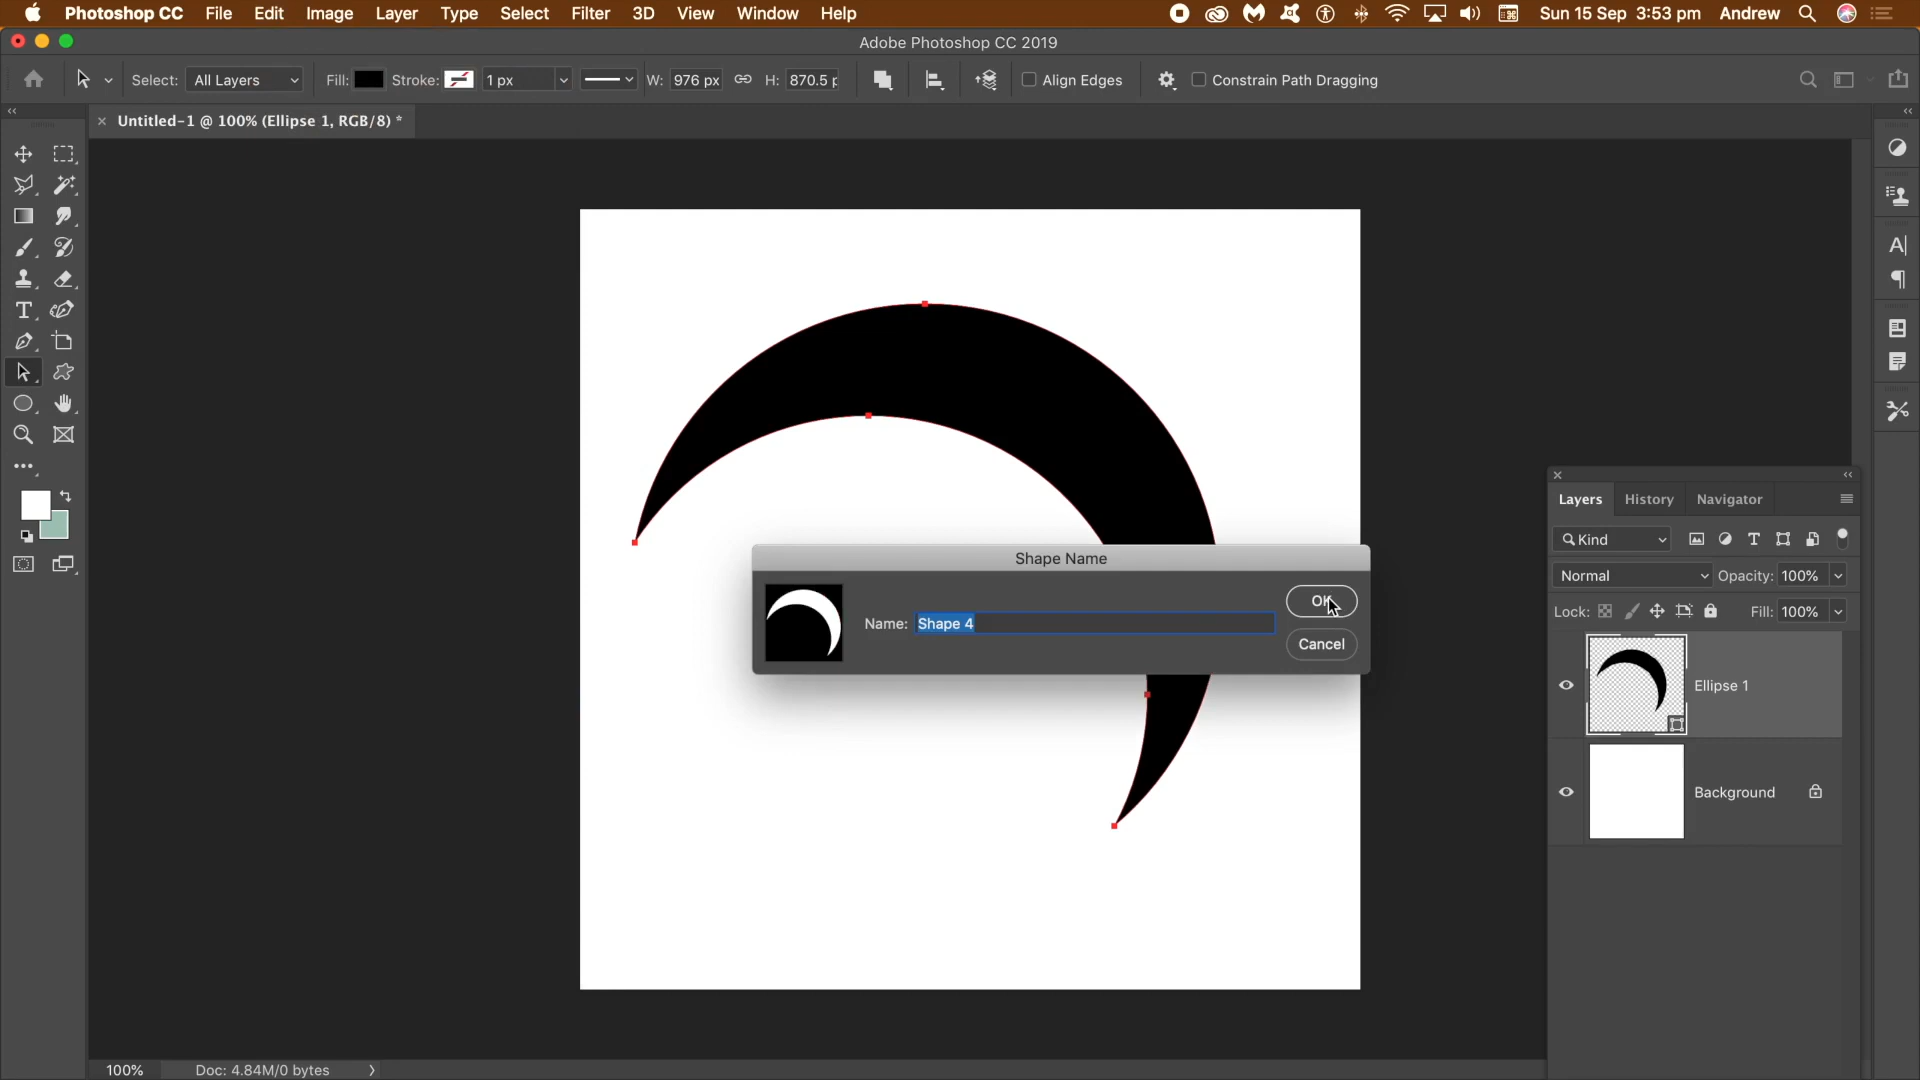 Photoshop CC File Edit Image Layer Type Select Filter 3D View Window Help Sun 15 Sep 3:53 pm Andrew
Adobe Photoshop CC 2019
Select: All Layers Fill: Stroke: 1 px W: 976 px H: 870.5 p Align Edges Constrain Path Dragging
Untitled-1 @ 100% (Ellipse 1, RGB/8) *
Layers History Navigator
Kind
Normal Opacity: 100%
Lock: Fill: 100%
Shape Name
Name: Shape 4
OK
Cancel
Ellipse 1
Background
100% Doc: 4.84M/0 bytes